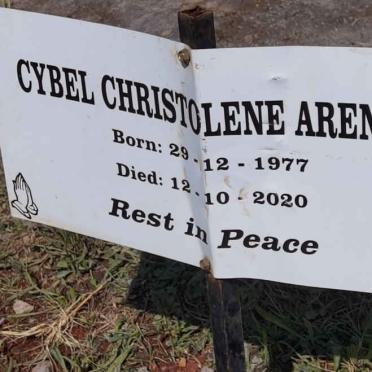 CYBEL CHRISTOLENE AREN
Born: 29-12-1977
Died: 12-10-2020
Rest in Peace